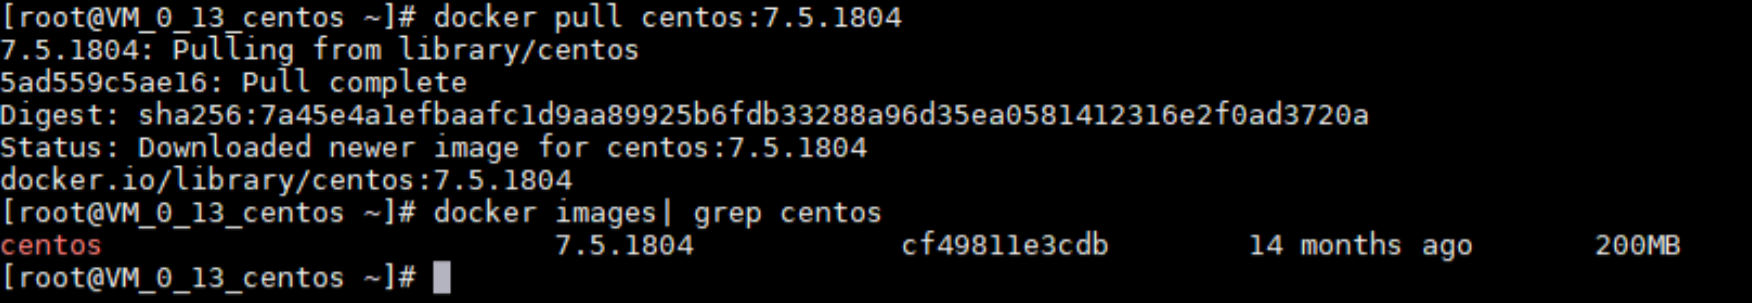 [root@VM_0_13_centos ~]# docker pull centos:7.5.1804
7.5.1804: Pulling from library/centos
5ad559c5ae16: Pull complete
Digest: sha256:7a45e4a1efbaafc1d9aa89925b6fdb33288a96d35ea0581412316e2f0ad3720a
Status: Downloaded newer image for centos:7.5.1804
docker.io/library/centos:7.5.1804
[root@VM_0_13_centos ~]# docker images| grep centos
centos 7.5.1804 cf49811e3cdb 14 months ago 200MB
[root@VM_0_13_centos ~]#